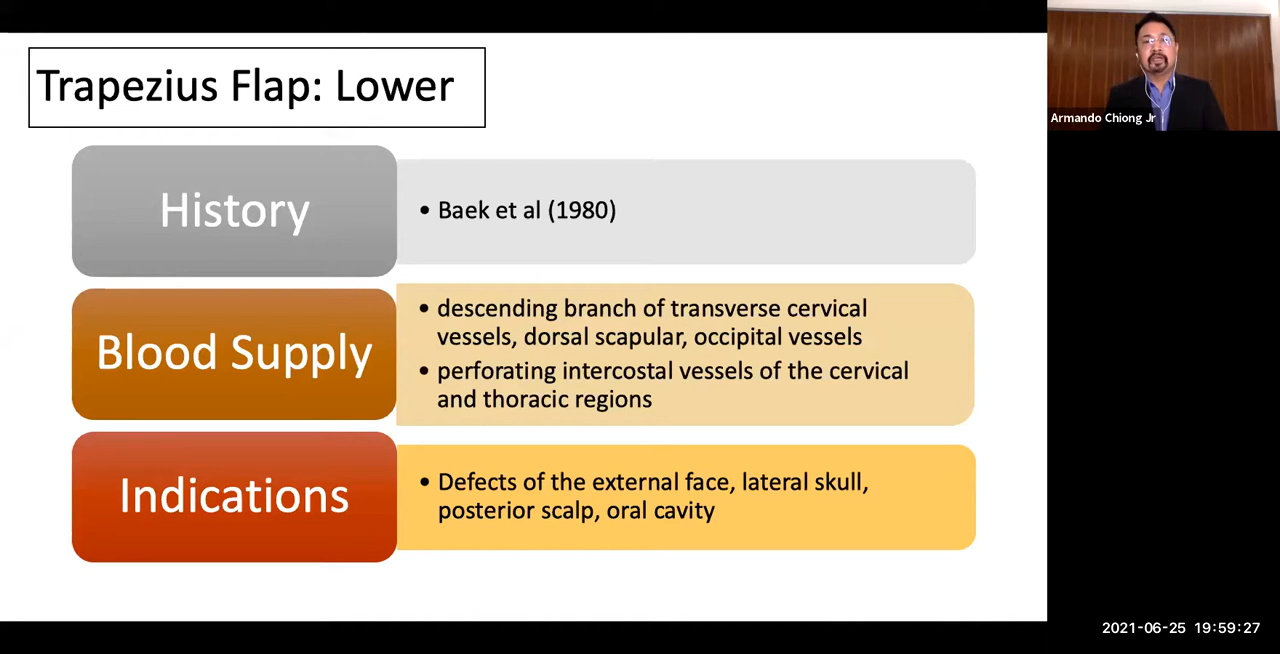 Trapezius Flap: Lower
Armando Chiong Jr
History
• Baek et al (1980)
Blood Supply
• descending branch of transverse cervical
vessels, dorsal scapular, occipital vessels
• perforating intercostal vessels of the cervical
and thoracic regions
Indications
• Defects of the external face, lateral skull,
posterior scalp, oral cavity
2021-06-25 19:59:27